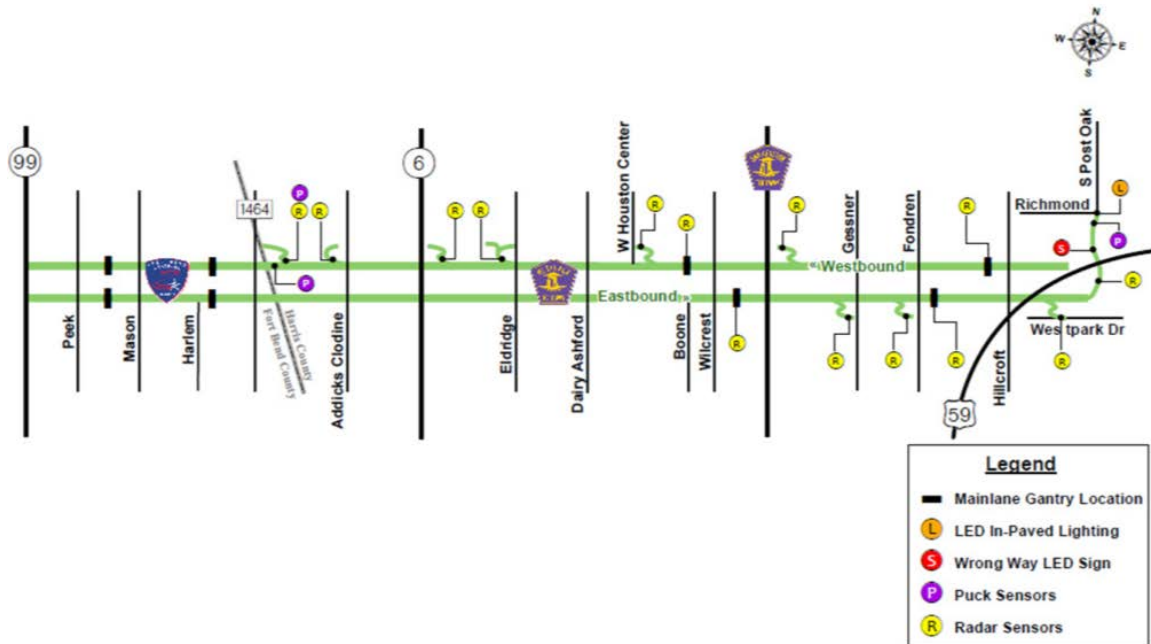 N
W
E
S
99
6
1464
P
R
R
R
R
W Houston Center
R
R
R
Gessner
Fondren
R
S Post Oak
Richmond
L
P
S
R
Westbound
Eastbound
P
Peek
Mason
Harlem
Harris County
Fort Bend County
Addicks Clodine
Eldridge
Dairy Ashford
Boone
Wilcrest
R
R
R
R
Hillcroft
Westpark Dr
R
59
Legend
Mainlane Gantry Location
L LED In-Paved Lighting
S Wrong Way LED Sign
P Puck Sensors
R Radar Sensors